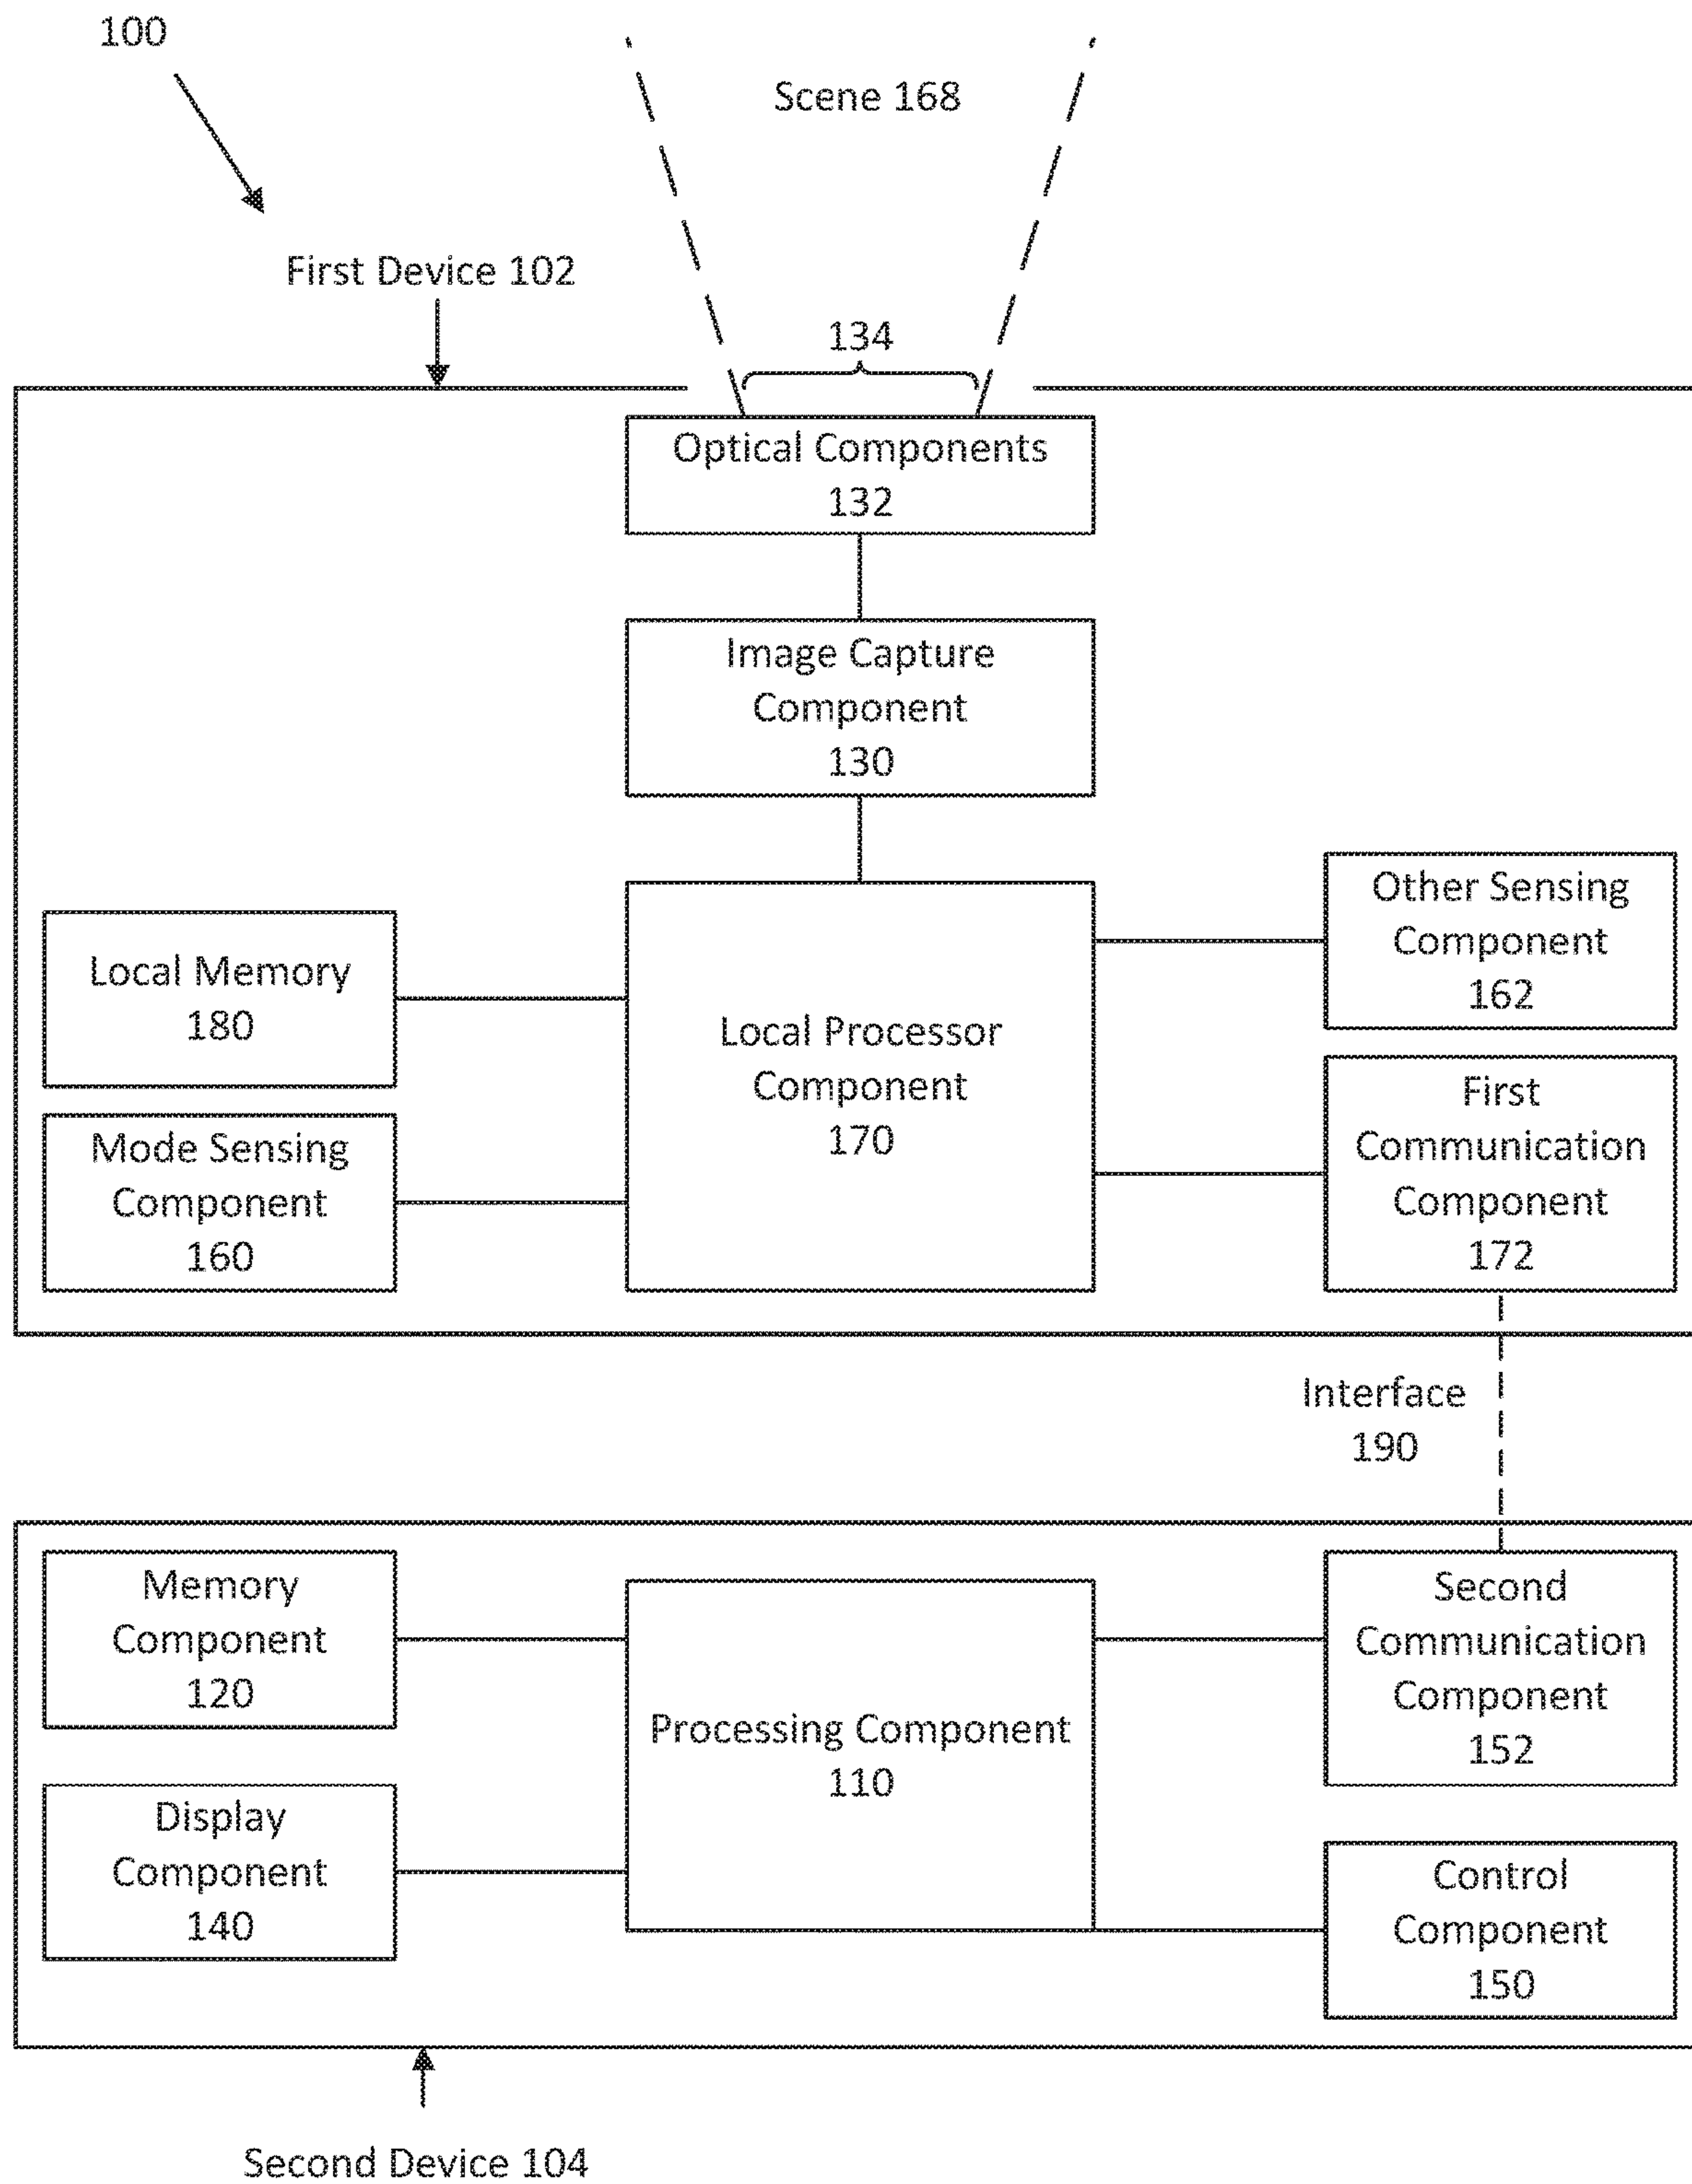 100
Scene 168
First Device 102
134
Optical Components
132
Image Capture
Component
130
Other Sensing
Component
162
Local Memory
180
Local Processor
Component
170
First
Communication
Component
172
Mode Sensing
Component
160
Interface
190
Memory
Component
120
Second
Communication
Component
152
Processing Component
110
Display
Component
140
Control
Component
150
Second Device 104